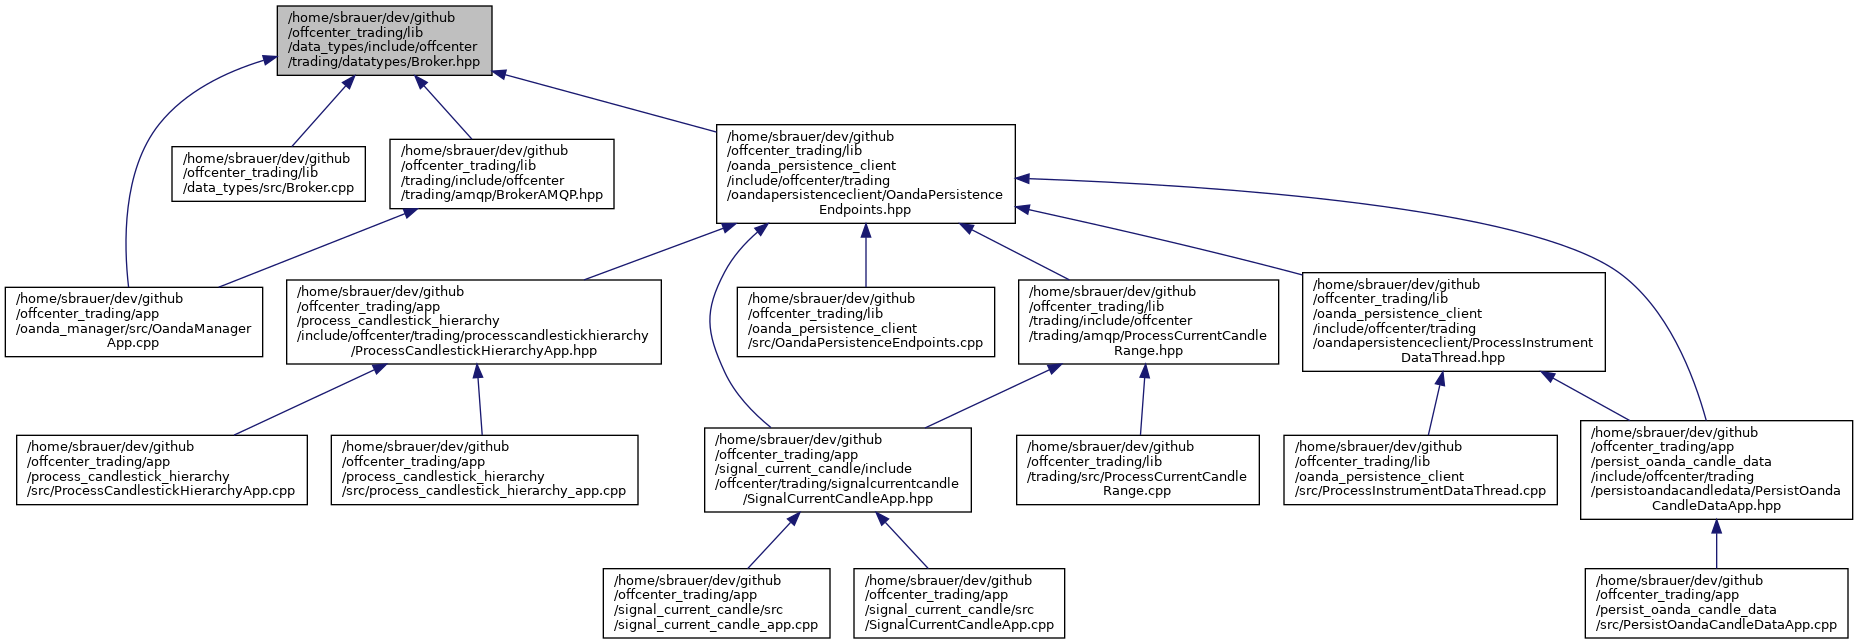 /home/sbrauer/dev/github
/offcenter_trading/lib
/data_types/include/offcenter
/trading/datatypes/Broker.hpp
/home/sbrauer/dev/github
/offcenter_trading/lib
/data_types/src/Broker.cpp
/home/sbrauer/dev/github
/offcenter_trading/lib
/trading/include/offcenter
/trading/amqp/BrokerAMQP.hpp
/home/sbrauer/dev/github
/offcenter_trading/lib
/oanda_persistence_client
/include/offcenter/trading
/oandapersistenceclient/OandaPersistence
Endpoints.hpp
/home/sbrauer/dev/github
/offcenter_trading/app
/oanda_manager/src/OandaManager
App.cpp
/home/sbrauer/dev/github
/offcenter_trading/app
/process_candlestick_hierarchy
/include/offcenter/trading/processcandlestickhierarchy
/ProcessCandlestickHierarchyApp.hpp
/home/sbrauer/dev/github
/offcenter_trading/lib
/oanda_persistence_client
/src/OandaPersistenceEndpoints.cpp
/home/sbrauer/dev/github
/offcenter_trading/lib
/trading/include/offcenter
/trading/amqp/ProcessCurrentCandle
Range.hpp
/home/sbrauer/dev/github
/offcenter_trading/lib
/oanda_persistence_client
/include/offcenter/trading
/oandapersistenceclient/ProcessInstrument
DataThread.hpp
/home/sbrauer/dev/github
/offcenter_trading/app
/process_candlestick_hierarchy
/src/ProcessCandlestickHierarchyApp.cpp
/home/sbrauer/dev/github
/offcenter_trading/app
/process_candlestick_hierarchy
/src/process_candlestick_hierarchy_app.cpp
/home/sbrauer/dev/github
/offcenter_trading/app
/signal_current_candle/include
/offcenter/trading/signalcurrentcandle
/SignalCurrentCandleApp.hpp
/home/sbrauer/dev/github
/offcenter_trading/lib
/trading/src/ProcessCurrentCandle
Range.cpp
/home/sbrauer/dev/github
/offcenter_trading/lib
/oanda_persistence_client
/src/ProcessInstrumentDataThread.cpp
/home/sbrauer/dev/github
/offcenter_trading/app
/persist_oanda_candle_data
/include/offcenter/trading
/persistoandacandledata/PersistOanda
CandleDataApp.hpp
/home/sbrauer/dev/github
/offcenter_trading/app
/signal_current_candle/src
/signal_current_candle_app.cpp
/home/sbrauer/dev/github
/offcenter_trading/app
/signal_current_candle/src
/SignalCurrentCandleApp.cpp
/home/sbrauer/dev/github
/offcenter_trading/app
/persist_oanda_candle_data
/src/PersistOandaCandleDataApp.cpp